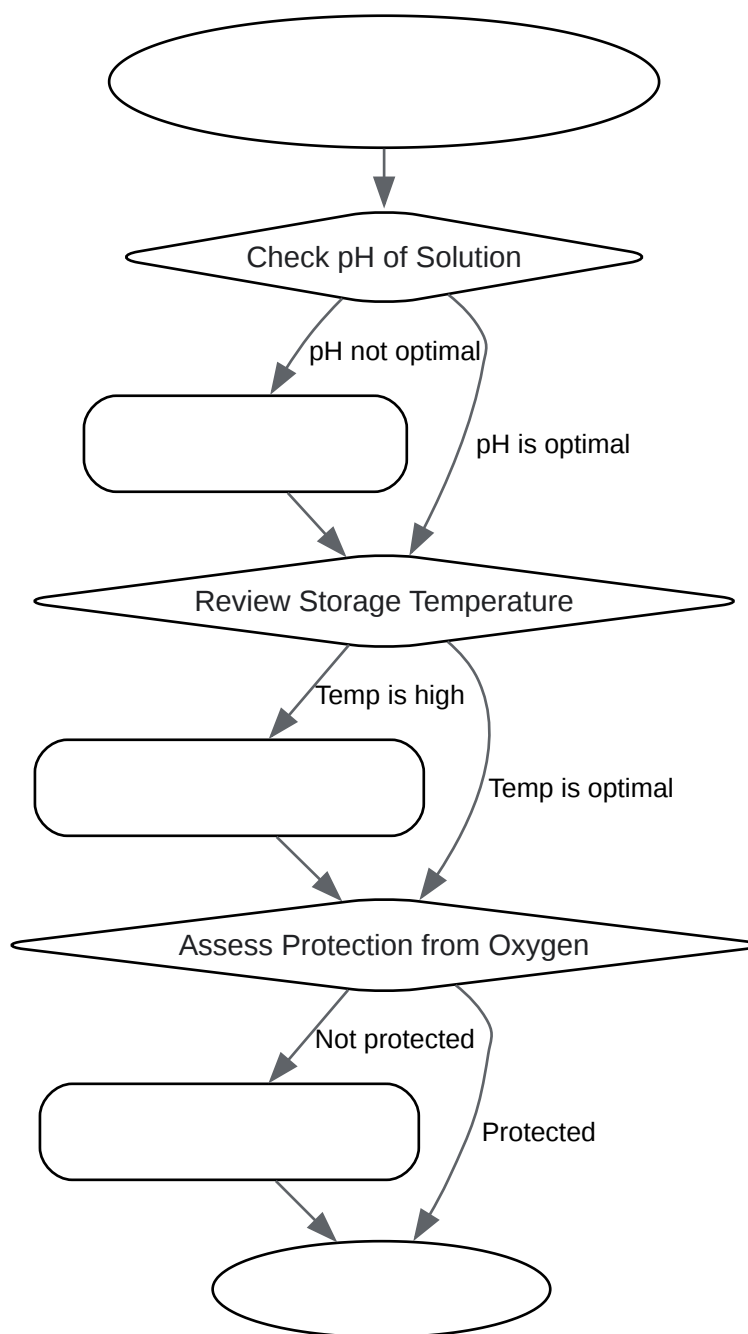 Check pH of Solution
pH not optimal
pH is optimal
Review Storage Temperature
Temp is high
Temp is optimal
Assess Protection from Oxygen
Not protected
Protected